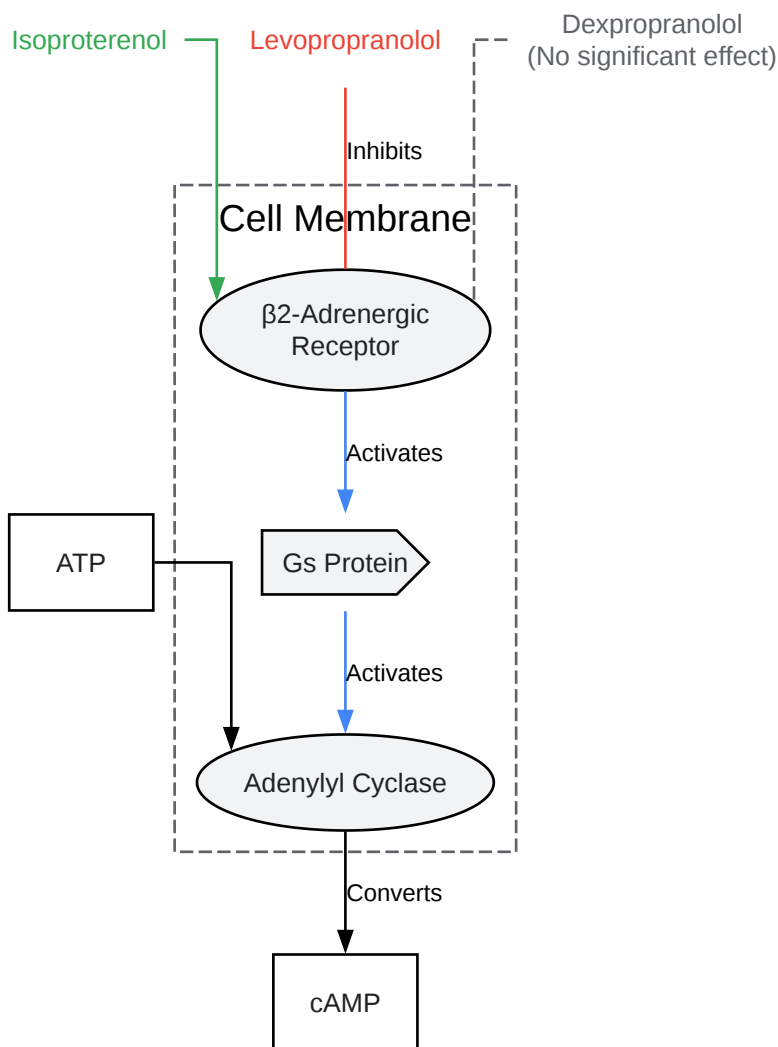 Isoproterenol
Levopropranolol
Dexpropranolol
(No significant effect)
Inhibits
Cell Membrane
β2-Adrenergic
Receptor
Activates
ATP
Gs Protein
Activates
Adenylyl Cyclase
Converts
cAMP